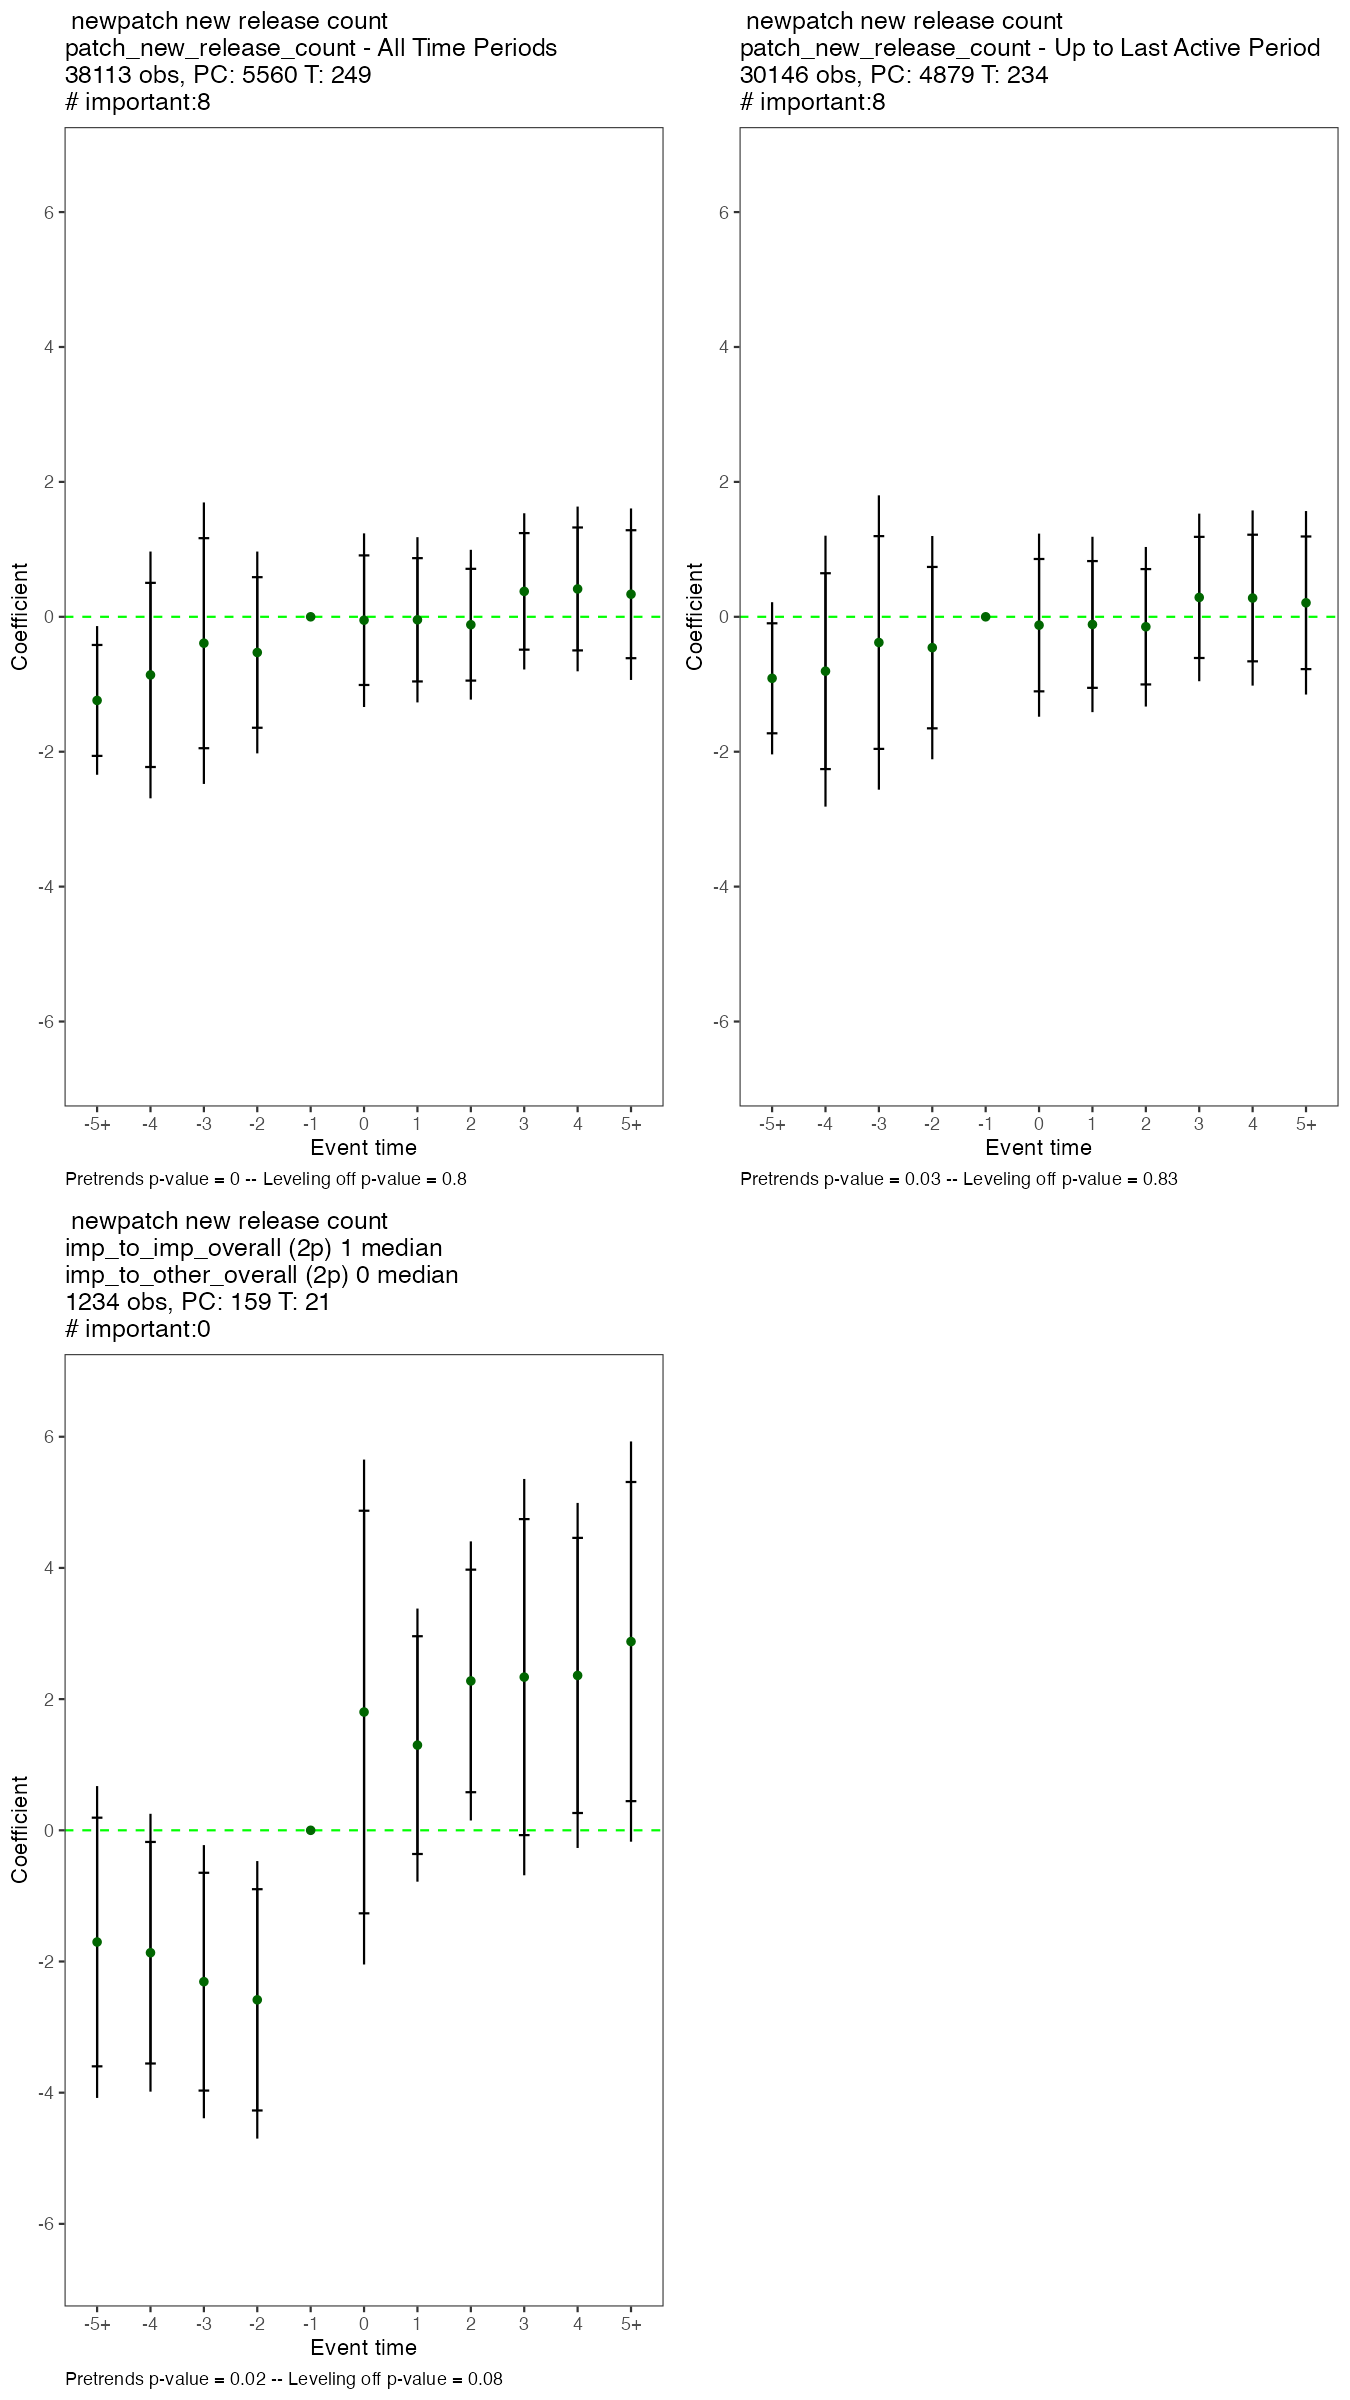 newpatch new release count
patch_new_release_count - All Time Periods
38113 obs, PC: 5560 T: 249
# important:8
6
4
2
0
-2
-4
-6
Coefficient
-5+ -4 -3 -2 -1 0 1 2 3 4 5+
Event time
Pretrends p-value = 0 -- Leveling off p-value = 0.8
newpatch new release count
patch_new_release_count - Up to Last Active Period
30146 obs, PC: 4879 T: 234
# important:8
6
4
2
0
-2
-4
-6
Coefficient
-5+ -4 -3 -2 -1 0 1 2 3 4 5+
Event time
Pretrends p-value = 0.03 -- Leveling off p-value = 0.83
newpatch new release count
imp_to_imp_overall (2p) 1 median
imp_to_other_overall (2p) 0 median
1234 obs, PC: 159 T: 21
# important:0
6
4
2
0
-2
-4
-6
Coefficient
-5+ -4 -3 -2 -1 0 1 2 3 4 5+
Event time
Pretrends p-value = 0.02 -- Leveling off p-value = 0.08